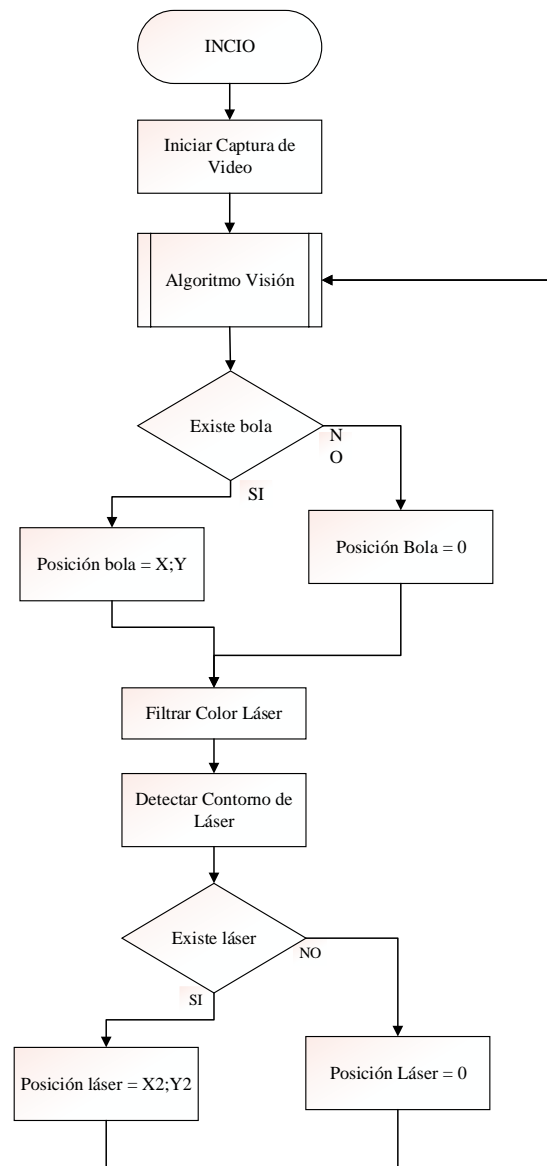 INCIO
Iniciar Captura de
Video
Algoritmo Visión
Existe bola
N
O
SI
Posición bola = X;Y
Posición Bola = 0
Filtrar Color Láser
Detectar Contorno de
Láser
Existe láser
NO
SI
Posición láser = X2;Y2
Posición Láser = 0